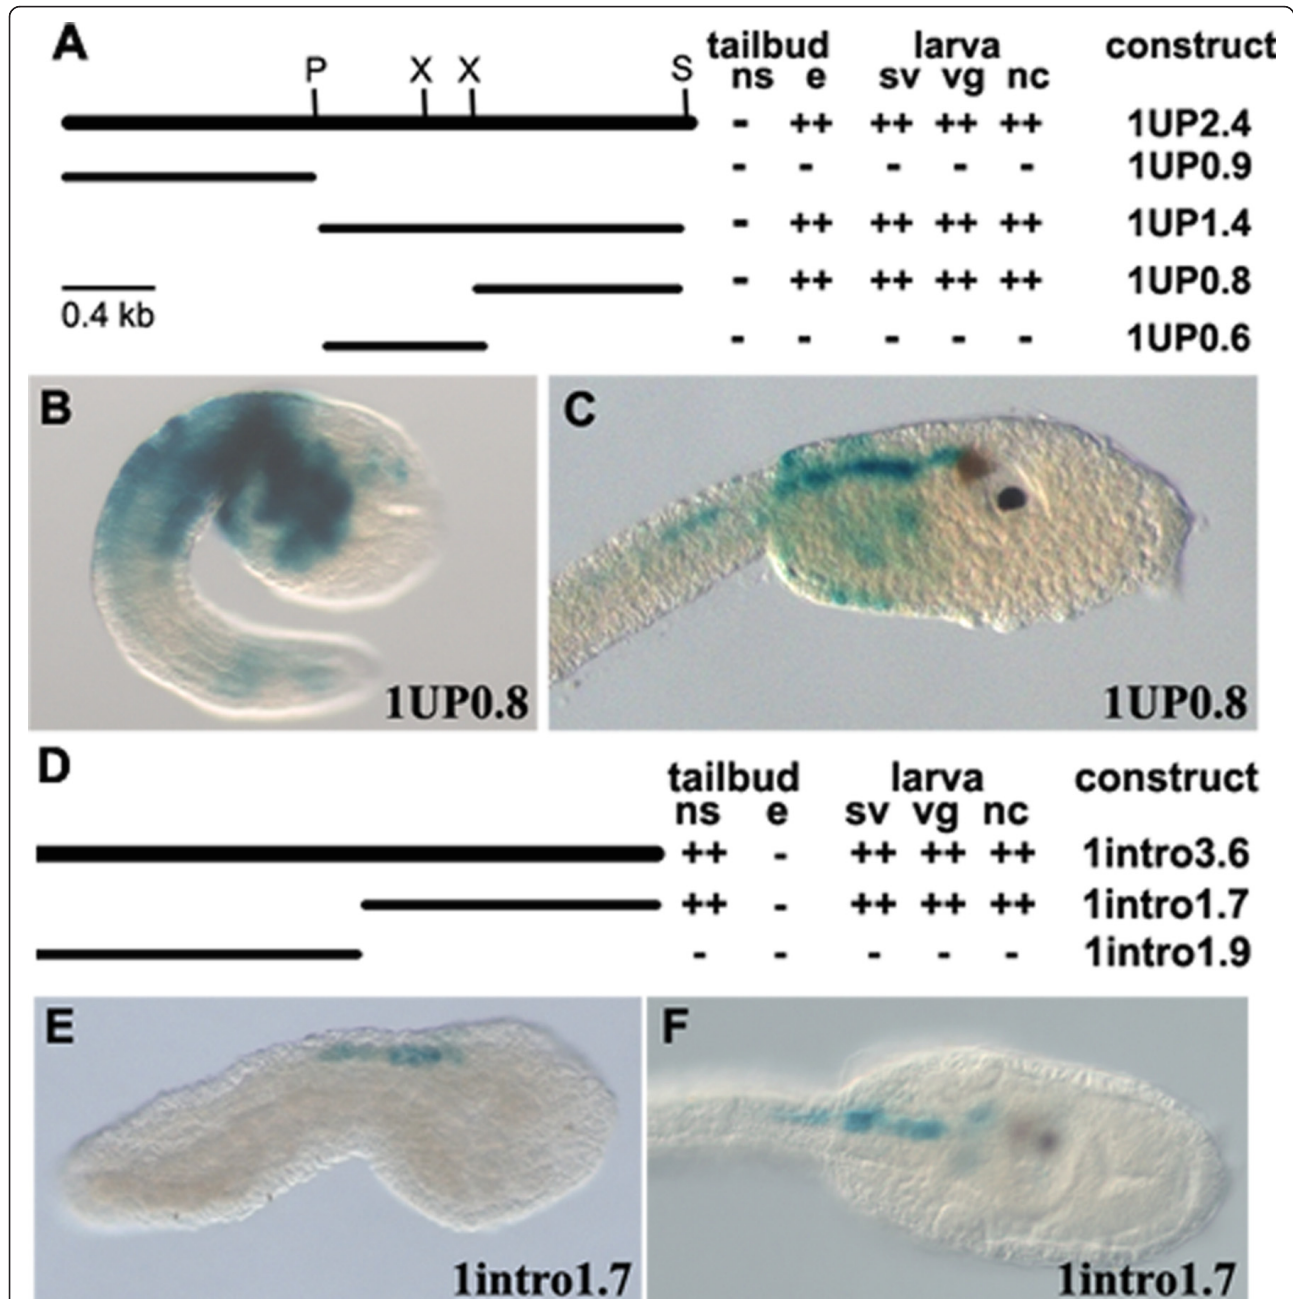 A
P X X S
tailbud larva construct
ns e sv vg nc
- ++ ++ ++ ++ 1UP2.4
- - - - - 1UP0.9
- ++ ++ ++ ++ 1UP1.4
- ++ ++ ++ ++ 1UP0.8
0.4 kb
- - - - - 1UP0.6
B
1UP0.8
C
1UP0.8
D
tailbud larva construct
ns e sv vg nc
++ - ++ ++ ++ 1intro3.6
++ - ++ ++ ++ 1intro1.7
- - - - - 1intro1.9
E
1intro1.7
F
1intro1.7